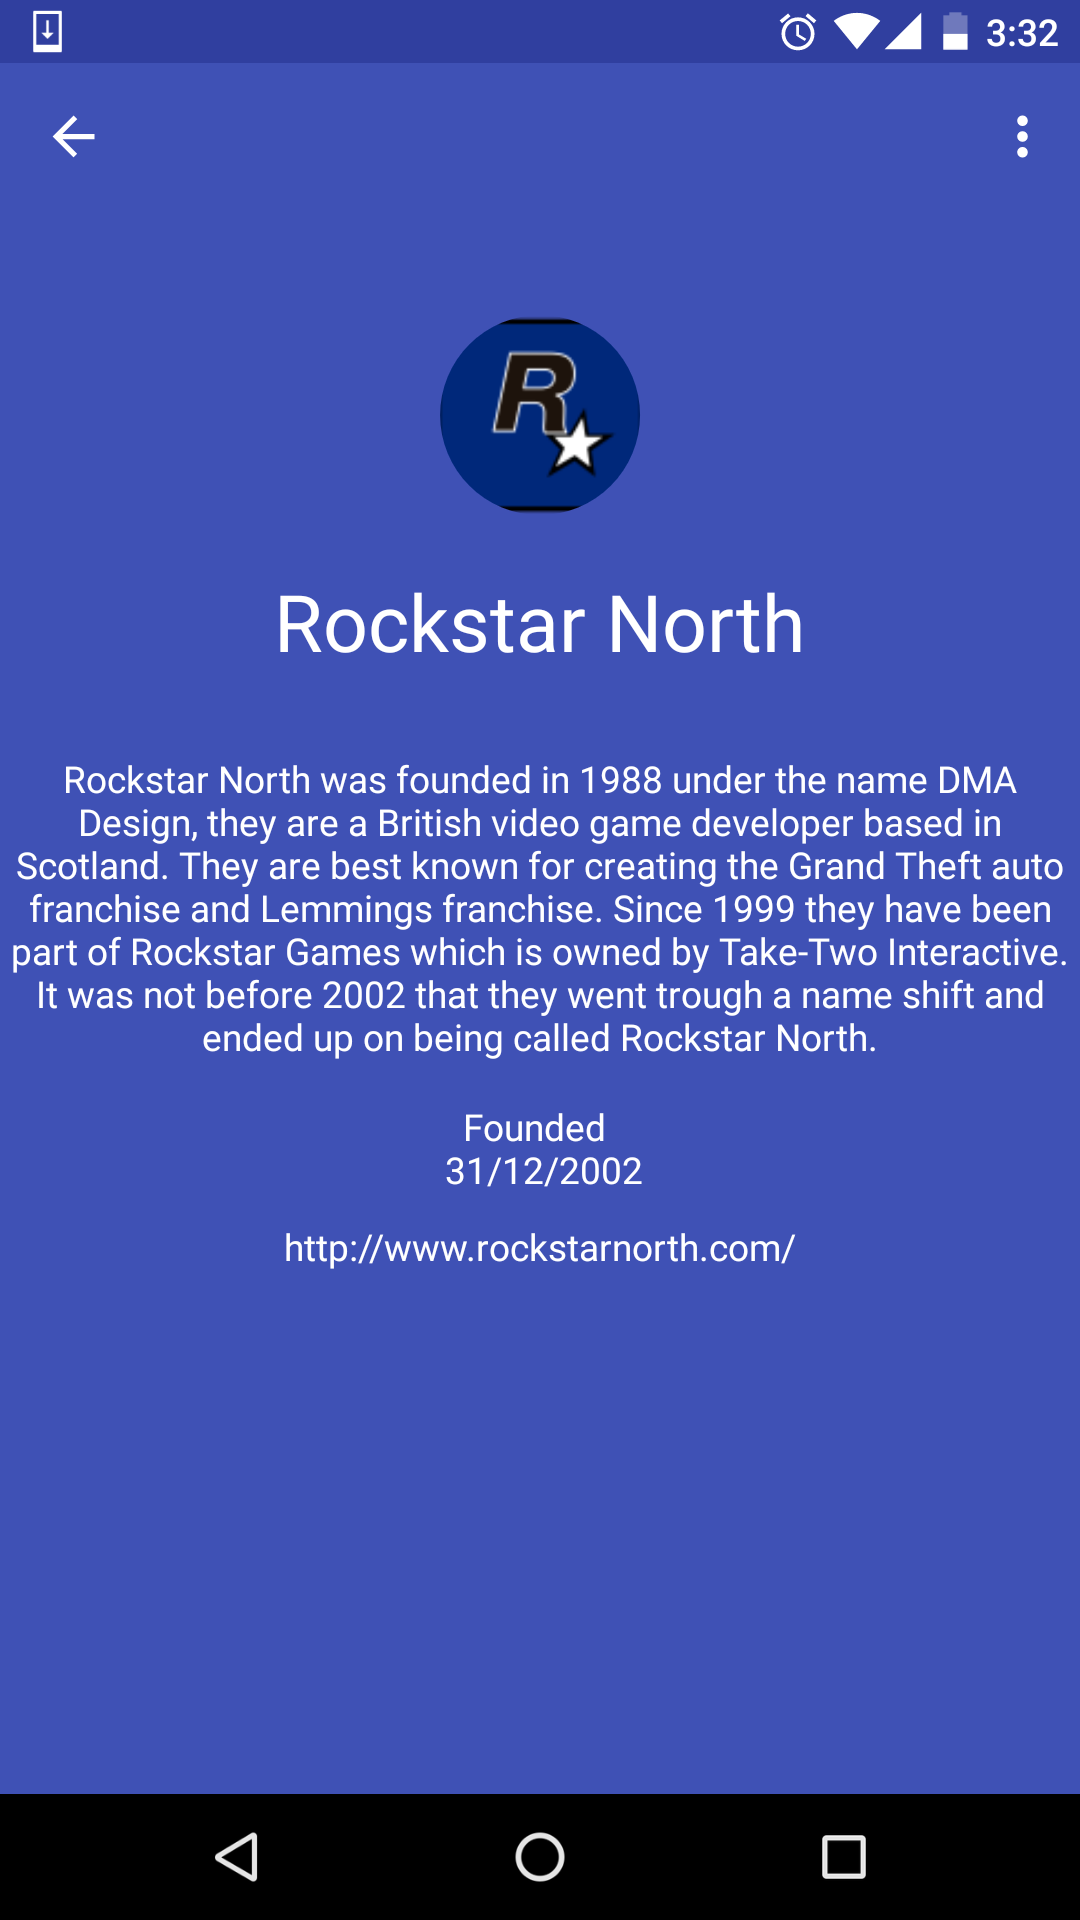 3:32
R
Rockstar North
Rockstar North was founded in 1988 under the name DMA
Design, they are a British video game developer based in
Scotland. They are best known for creating the Grand Theft auto
franchise and Lemmings franchise. Since 1999 they have been
part of Rockstar Games which is owned by Take-Two Interactive.
It was not before 2002 that they went trough a name shift and
ended up on being called Rockstar North.
Founded
31/12/2002
http://www.rockstarnorth.com/